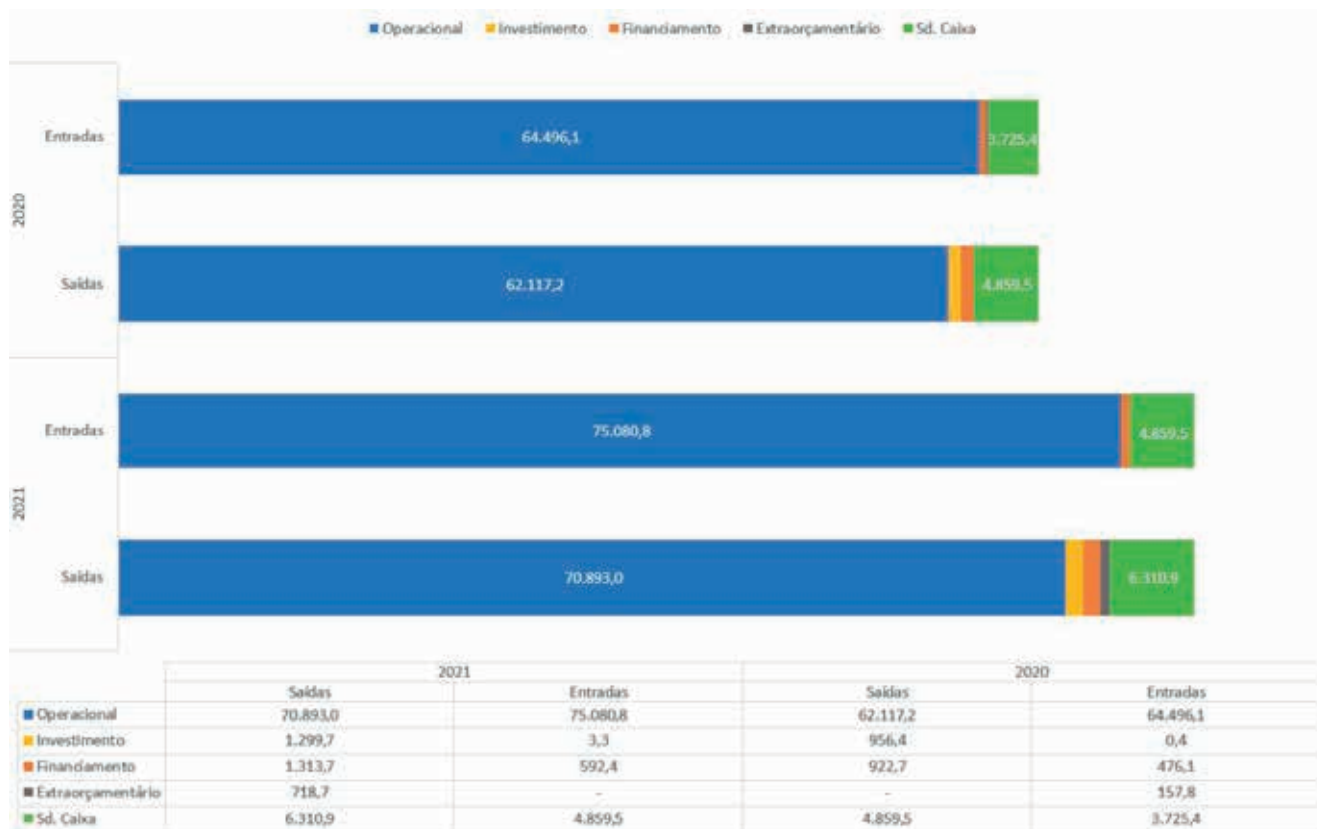 Operacional Investimento Financiamento Extraorçamentário Sd. Caixa
2020
Entradas 64.496,1 3.725,4
Saídas 62.117,2 4.859,5
2021
Entradas 75.080,8 4.859,5
Saídas 70.893,0 6.310,9
2021 2020
Saídas Entradas Saídas Entradas
Operacional 70.893,0 75.080,8 62.117,2 64.496,1
Investimento 1.299,7 3,3 956,4 0,4
Financiamento 1.313,7 592,4 922,7 476,1
Extraorçamentário 718,7 - - 157,8
Sd. Caixa 6.310,9 4.859,5 4.859,5 3.725,4